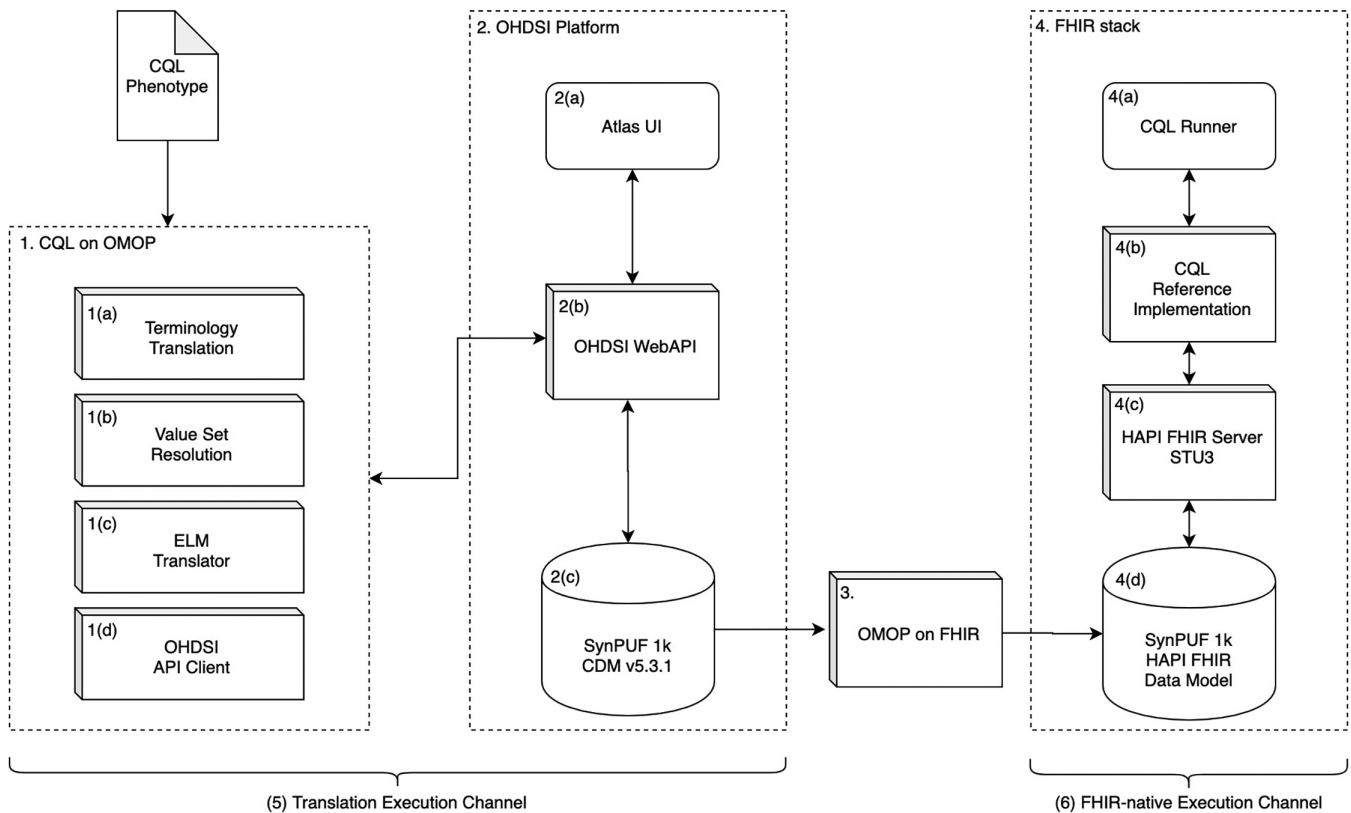 CQL
Phenotype
1. CQL on OMOP
1(a)
Terminology
Translation
1(b)
Value Set
Resolution
1(c)
ELM
Translator
1(d)
OHDSI
API Client
2. OHDSI Platform
2(a)
Atlas UI
2(b)
OHDSI WebAPI
2(c)
SynPUF 1k
CDM v5.3.1
3.
OMOP on FHIR
4. FHIR stack
4(a)
CQL Runner
4(b)
CQL
Reference
Implementation
4(c)
HAPI FHIR Server
STU3
4(d)
SynPUF 1k
HAPI FHIR
Data Model
(5) Translation Execution Channel
(6) FHIR-native Execution Channel